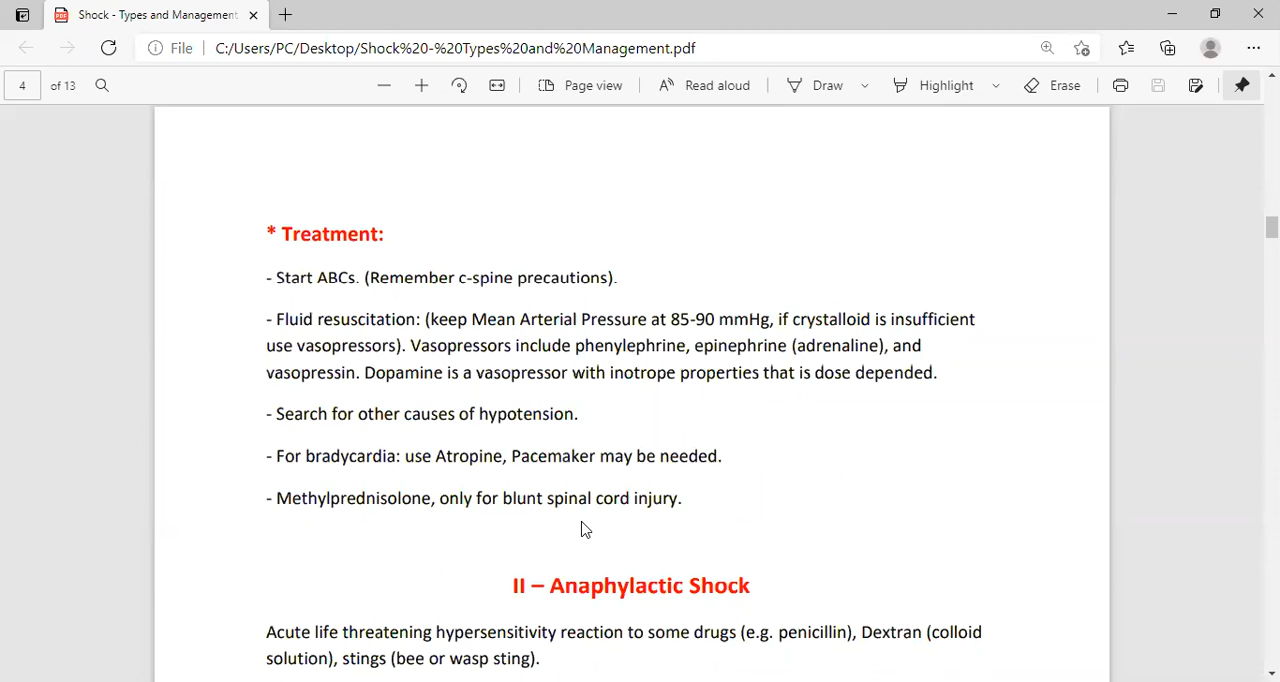 Shock - Types and Management
File
C:/Users/PC/Desktop/Shock%20-%20Types%20and%20Management.pdf
4 of 13
Page view
Read aloud
Draw
Highlight
Erase
* Treatment:
- Start ABCs. (Remember c-spine precautions).
- Fluid resuscitation: (keep Mean Arterial Pressure at 85-90 mmHg, if crystalloid is insufficient
use vasopressors). Vasopressors include phenylephrine, epinephrine (adrenaline), and
vasopressin. Dopamine is a vasopressor with inotrope properties that is dose depended.
- Search for other causes of hypotension.
- For bradycardia: use Atropine, Pacemaker may be needed.
- Methylprednisolone, only for blunt spinal cord injury.
II – Anaphylactic Shock
Acute life threatening hypersensitivity reaction to some drugs (e.g. penicillin), Dextran (colloid
solution), stings (bee or wasp sting).